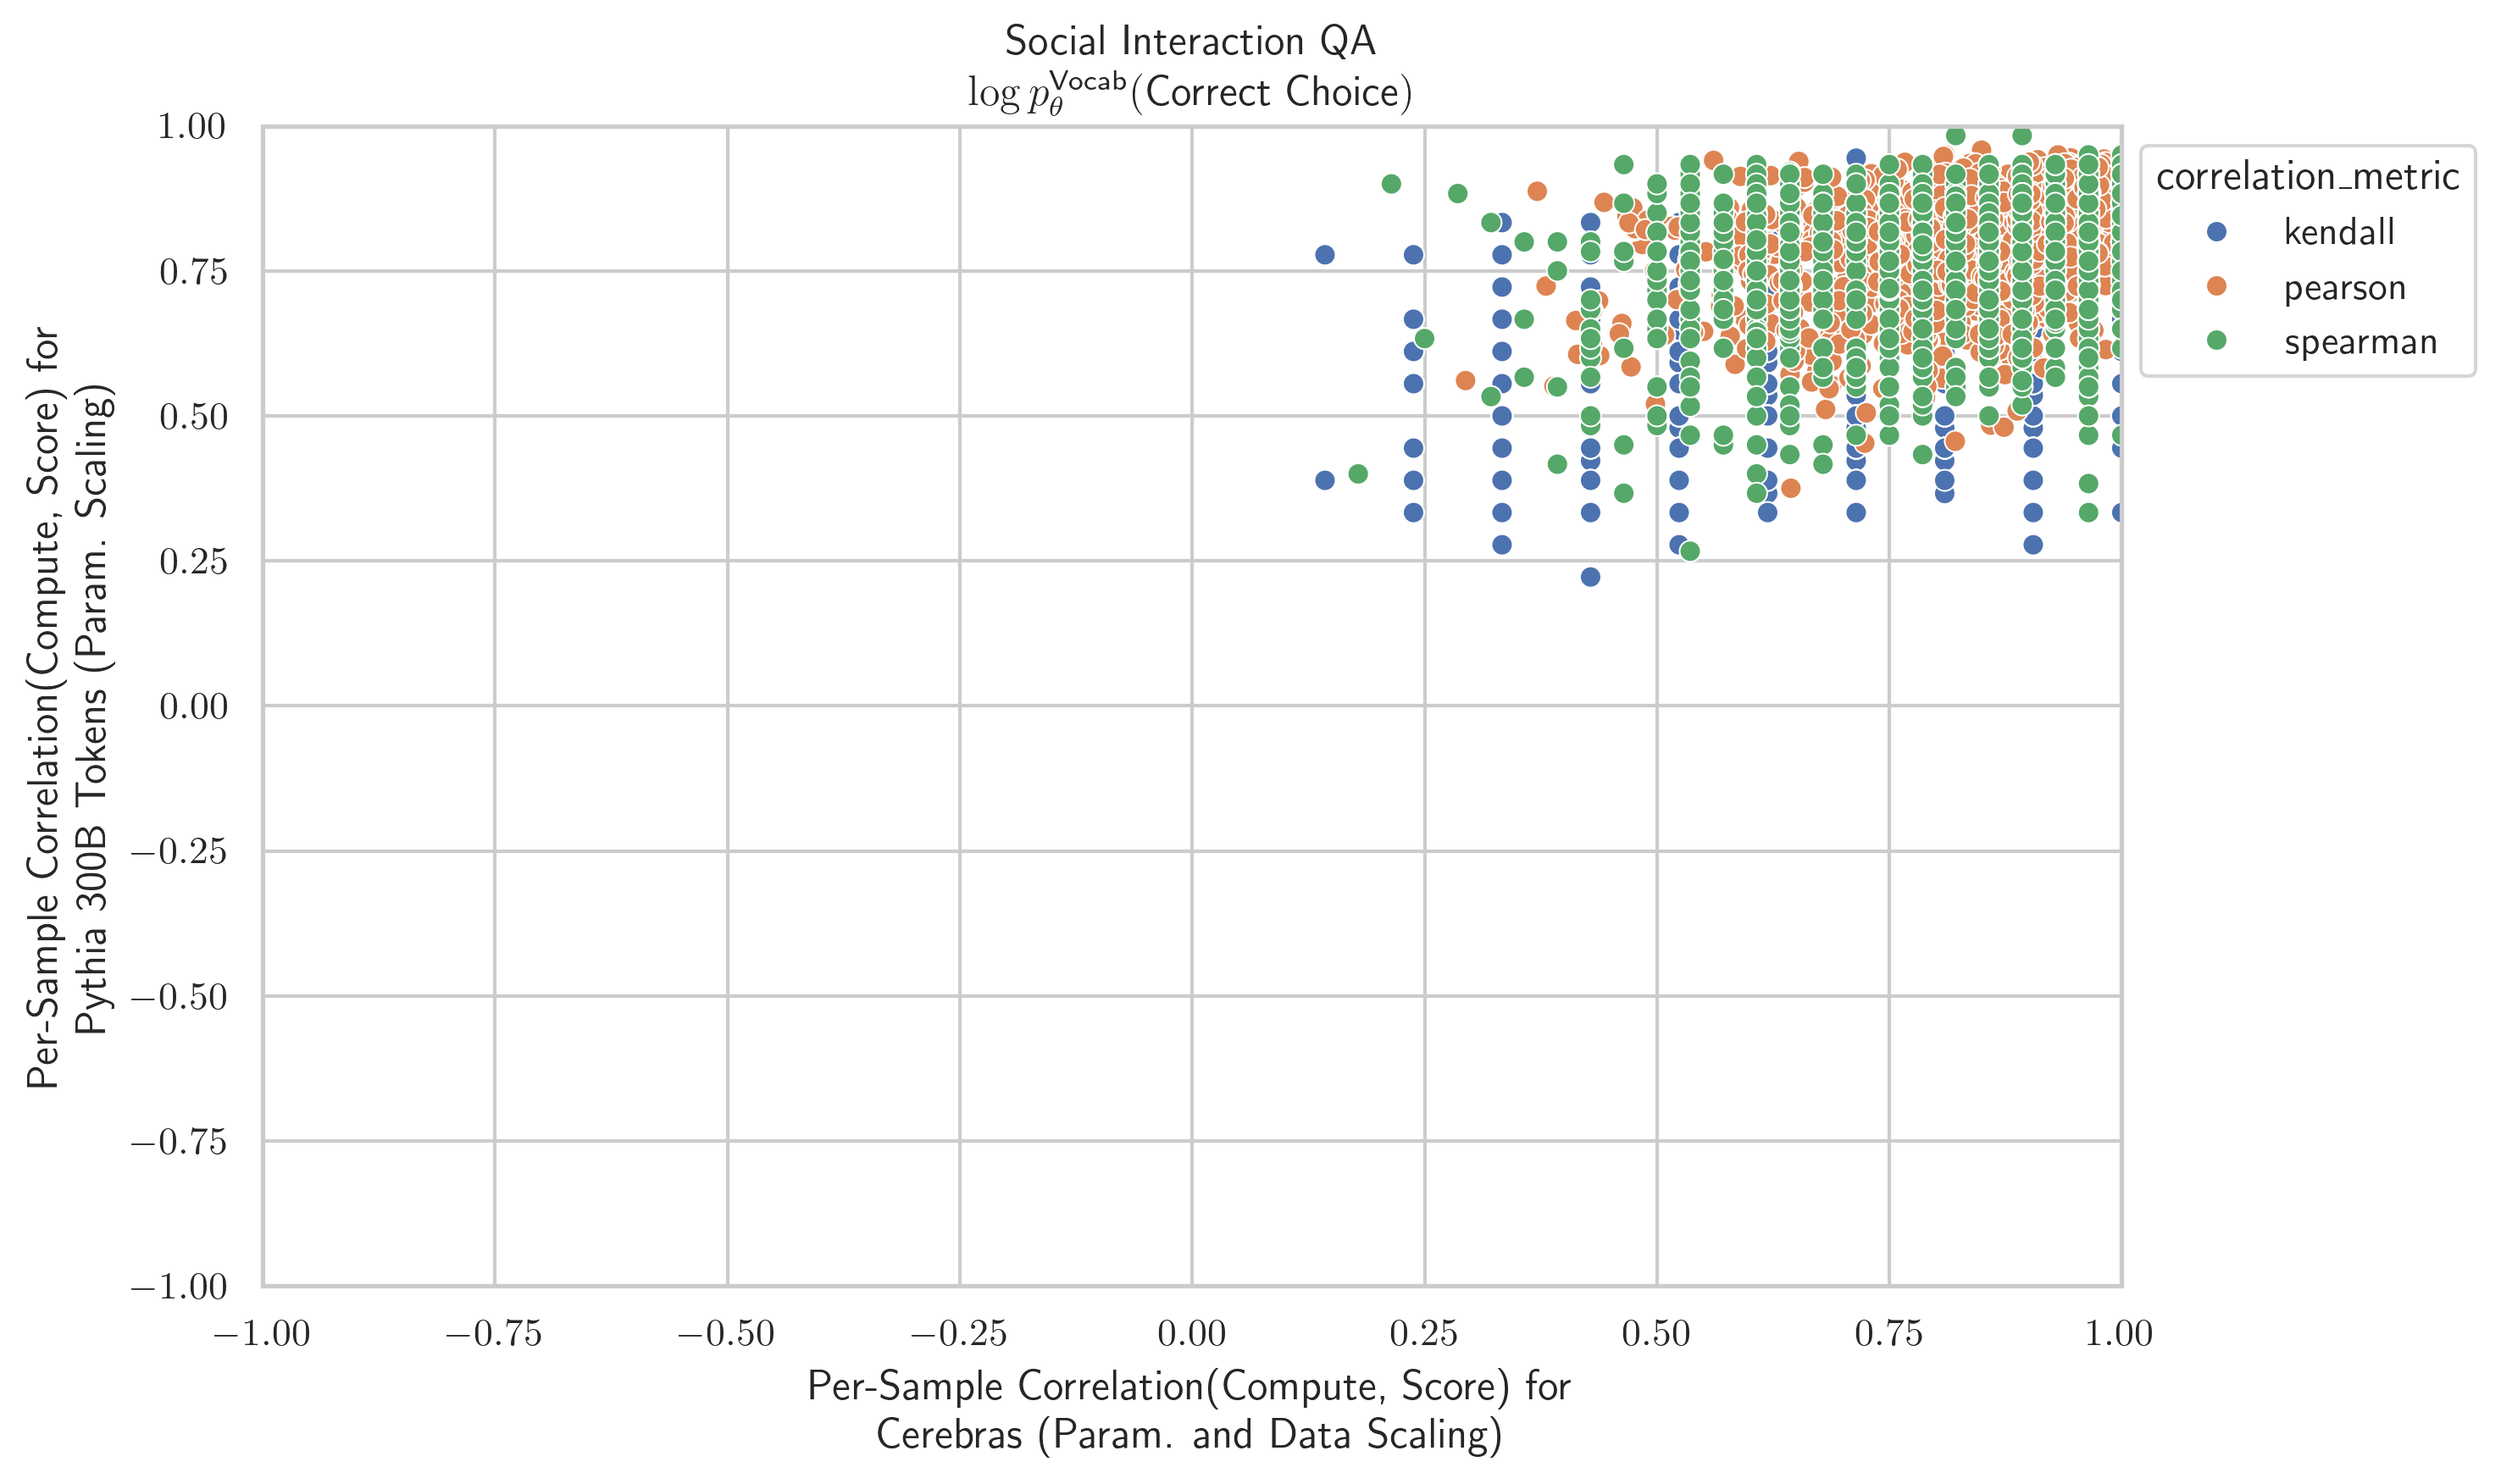 Social Interaction QA
log p_θ^Vocab(Correct Choice)
Per-Sample Correlation(Compute, Score) for
Pythia 300B Tokens (Param. Scaling)
1.00
0.75
0.50
0.25
0.00
−0.25
−0.50
−0.75
−1.00
−1.00 −0.75 −0.50 −0.25 0.00 0.25 0.50 0.75 1.00
Per-Sample Correlation(Compute, Score) for
Cerebras (Param. and Data Scaling)
correlation_metric
kendall
pearson
spearman